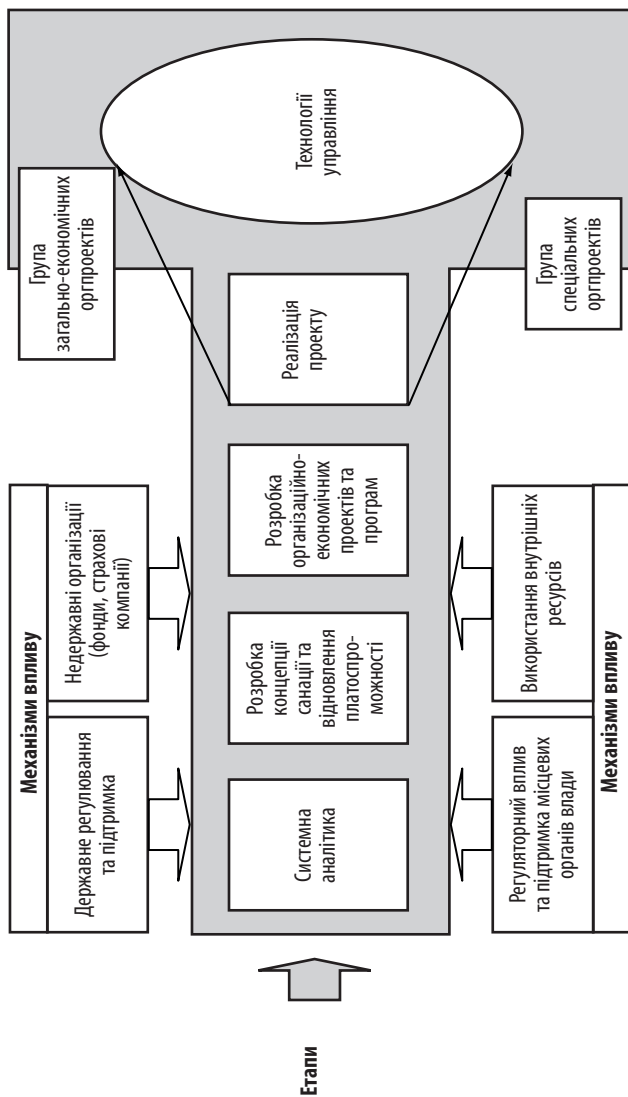 Етапи
Механізми впливу
Державне регулювання
та підтримка
Недержавні організації
(фонди, страхові
компанії)
Група
загально-економічних
оргпроектів
Системна
аналітика
Розробка
концепції
санації та
відновлення
платоспро-
можності
Розробка
організаційно-
економічних
проектів та
програм
Реалізація
проекту
Технології
управління
Регуляторний вплив
та підтримка місцевих
органів влади
Використання внутрішніх
ресурсів
Група
спеціальних
оргпроектів
Механізми впливу